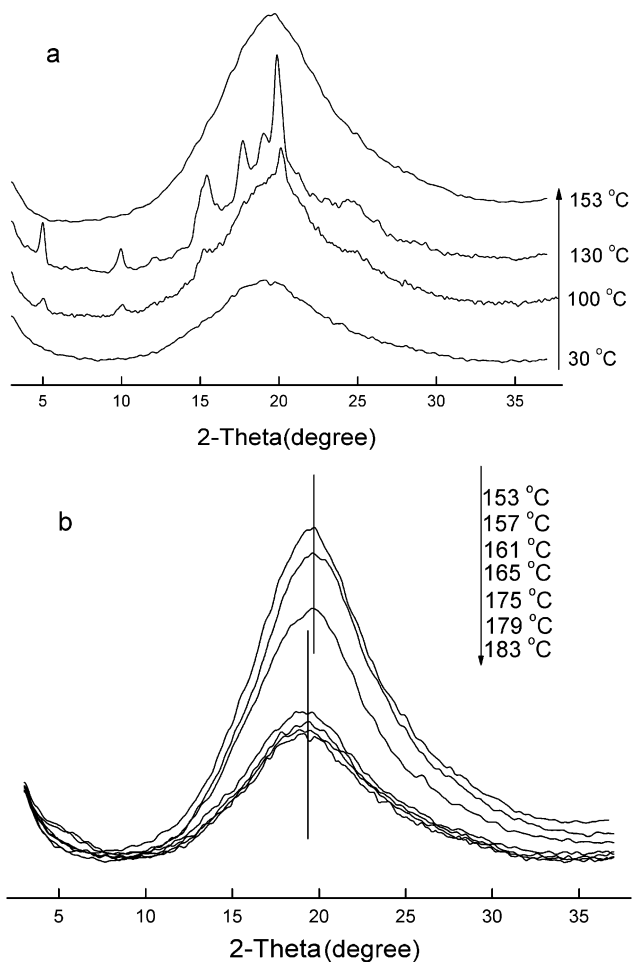 a
153 °C
130 °C
100 °C
30 °C
5 10 15 20 25 30 35
2-Theta(degree)
b
153 °C
157 °C
161 °C
165 °C
175 °C
179 °C
183 °C
5 10 15 20 25 30 35
2-Theta(degree)